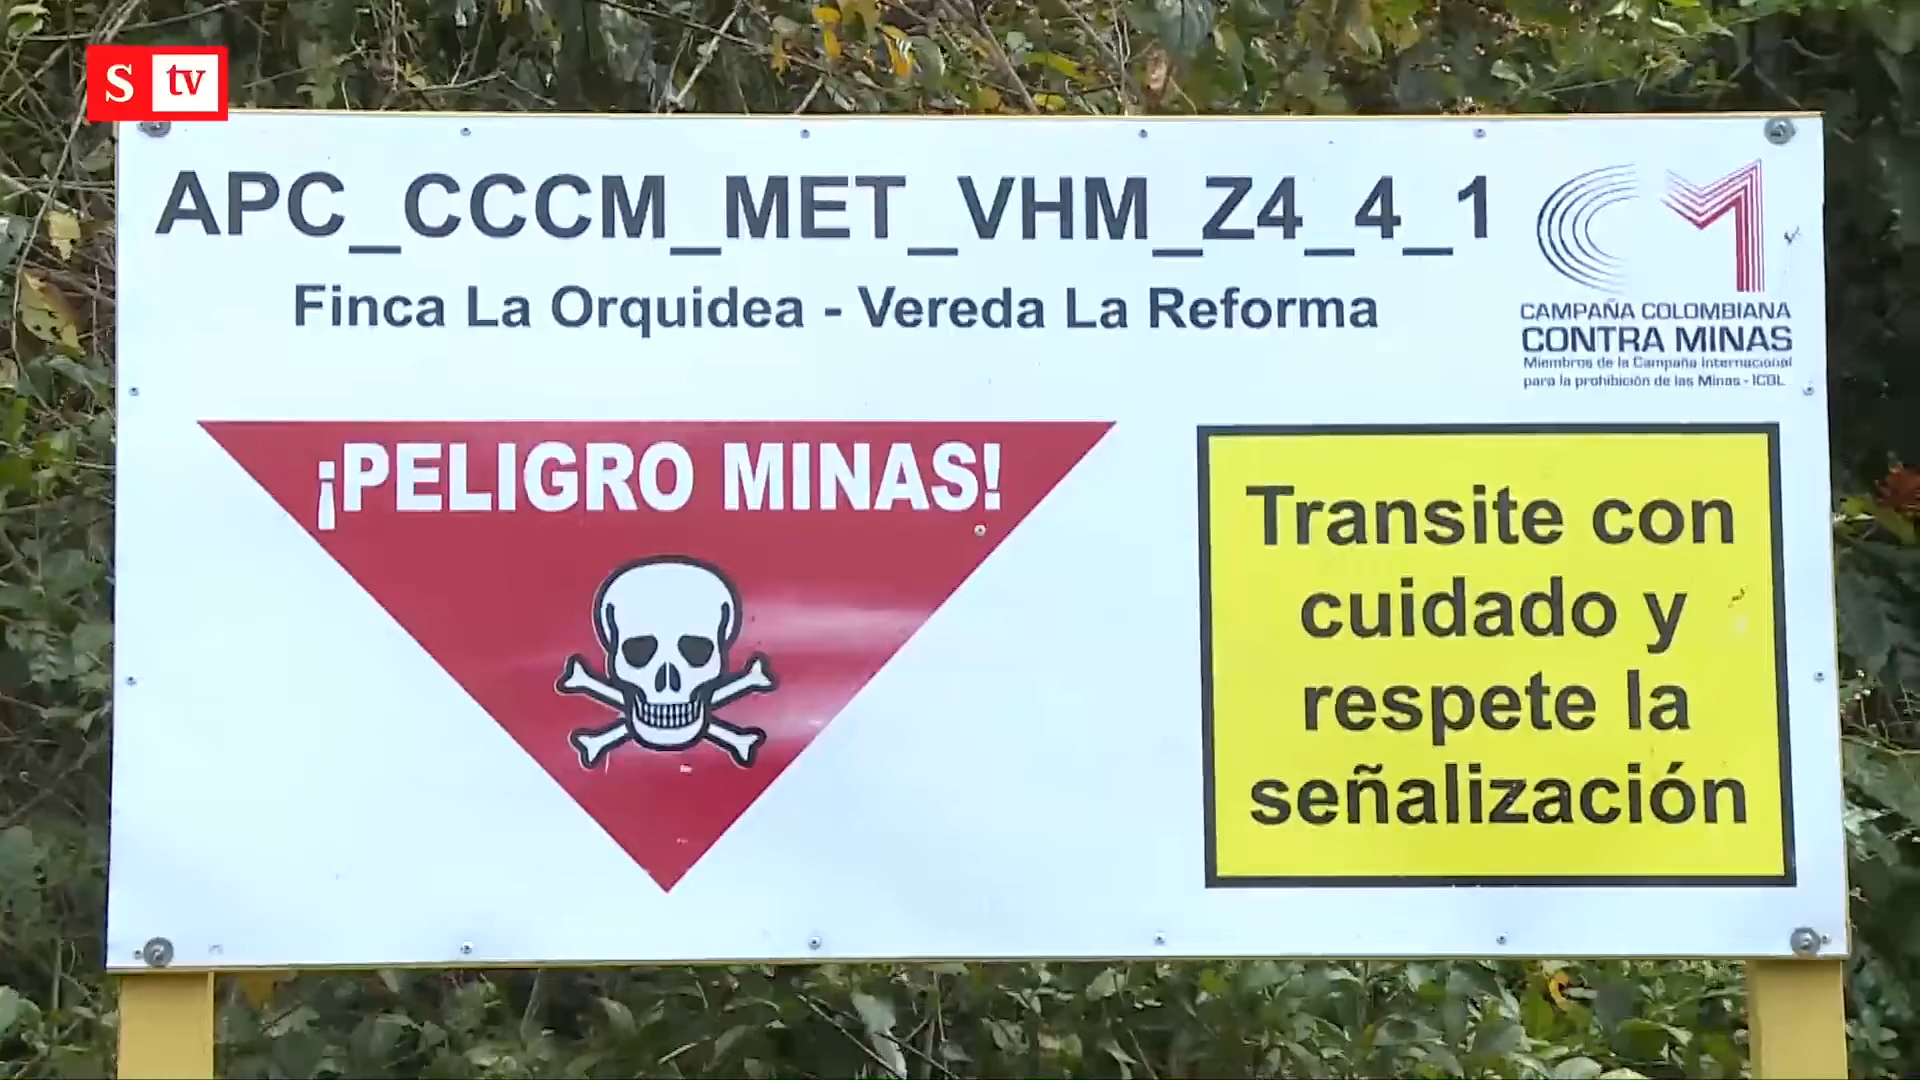 S tv
APC_CCCM_MET_VHM_Z4_4_1
Finca La Orquidea - Vereda La Reforma
CAMPAÑA COLOMBIANA
CONTRA MINAS
Miembros de la Campaña Internacional
para la prohibición de las Minas - ICBL
¡PELIGRO MINAS!
Transite con
cuidado y
respete la
señalización